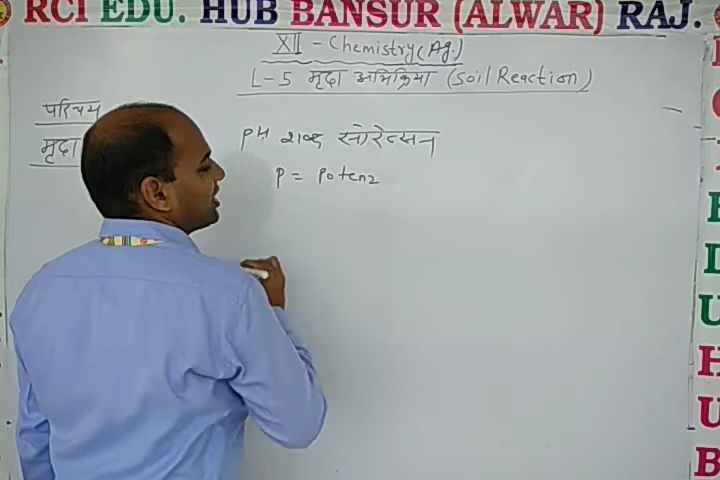 RCI EDU. HUB BANSUR (ALWAR) RAJ.
XII - Chemistry (Ag.)
L-5 मृदा अभिक्रिया (Soil Reaction)
परिचय
मृदा
pH शब्द सोरेन्सन
P = Potenz
E
D
U
H
U
B